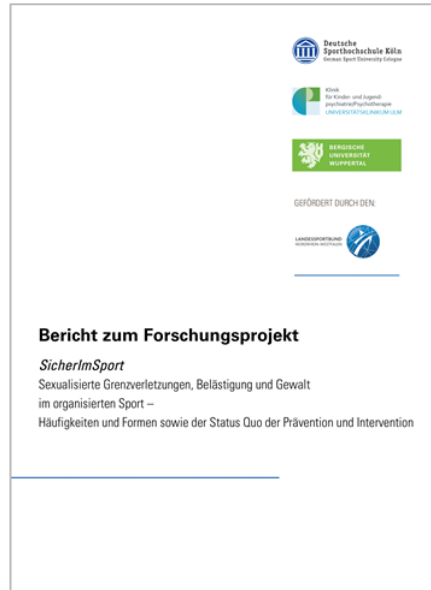 Deutsche
Sporthochschule Köln
German Sport University Cologne
Klinik
für Kinder- und Jugend-
psychiatrie/Psychotherapie
UNIVERSITÄTSKLINIKUM ULM
BERGISCHE
UNIVERSITÄT
WUPPERTAL
GEFÖRDERT DURCH DEN:
LANDESSPORTBUND
NORDRHEIN-WESTFALEN
Bericht zum Forschungsprojekt
SicherImSport
Sexualisierte Grenzverletzungen, Belästigung und Gewalt
im organisierten Sport –
Häufigkeiten und Formen sowie der Status Quo der Prävention und Intervention